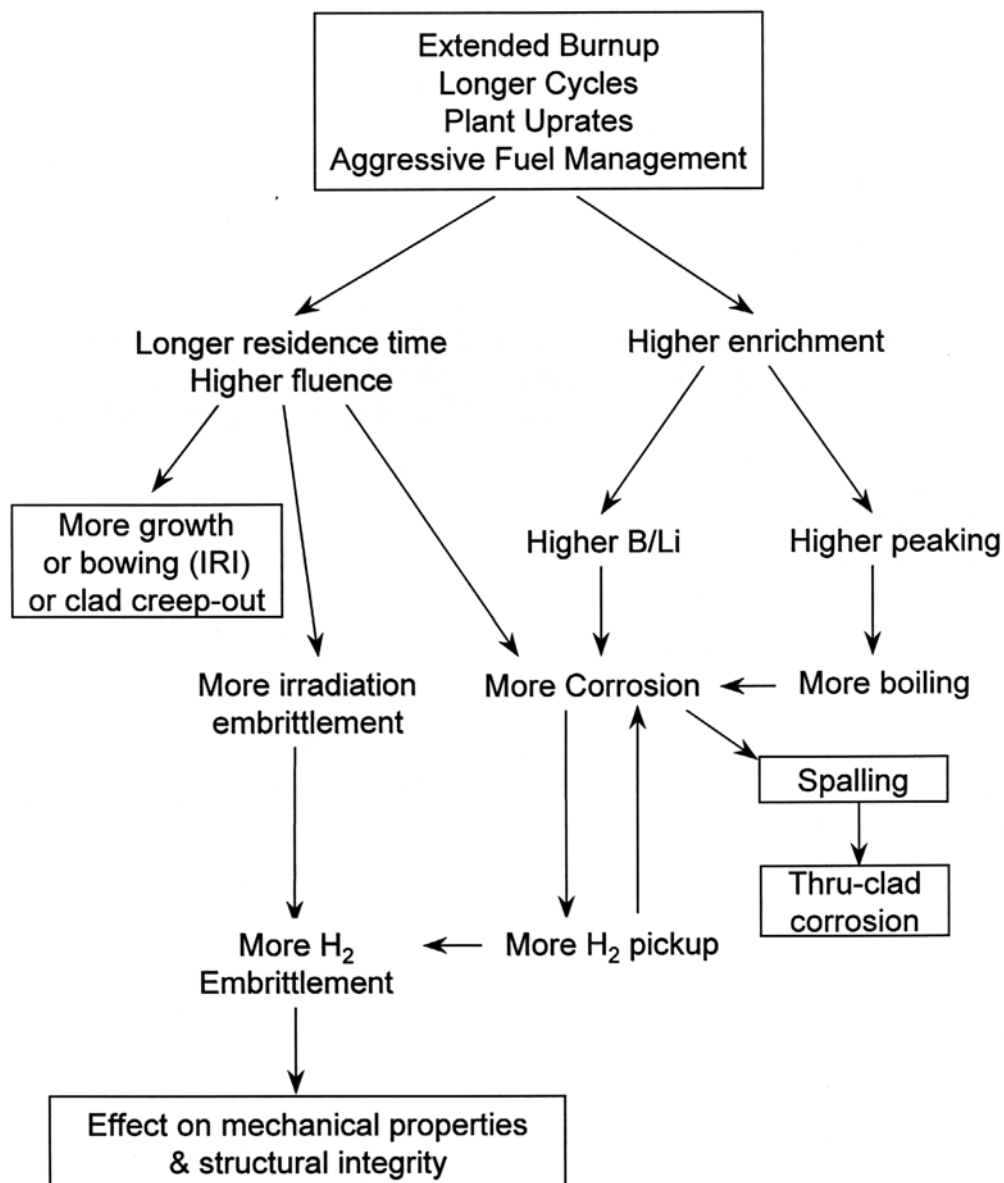 Extended Burnup
Longer Cycles
Plant Uprates
Aggressive Fuel Management
Longer residence time
Higher fluence
Higher enrichment
More growth
or bowing (IRI)
or clad creep-out
Higher B/Li
Higher peaking
More irradiation
embrittlement
More Corrosion
More boiling
Spalling
Thru-clad
corrosion
More H₂
Embrittlement
More H₂ pickup
Effect on mechanical properties
& structural integrity